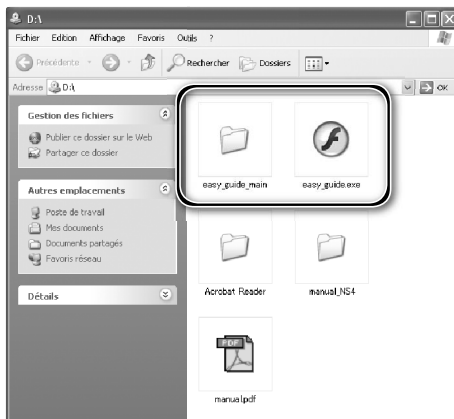 D:\
Fichier Edition Affichage Favoris Outils ?
Précédente
Rechercher
Dossiers
Adresse D:\ OK
Gestion des fichiers
Publier ce dossier sur le Web
Partager ce dossier
Autres emplacements
Poste de travail
Mes documents
Documents partagés
Favoris réseau
Détails
easy_guide_main
easy_guide.exe
Acrobat Reader
manual_NS4
PDF
manual.pdf